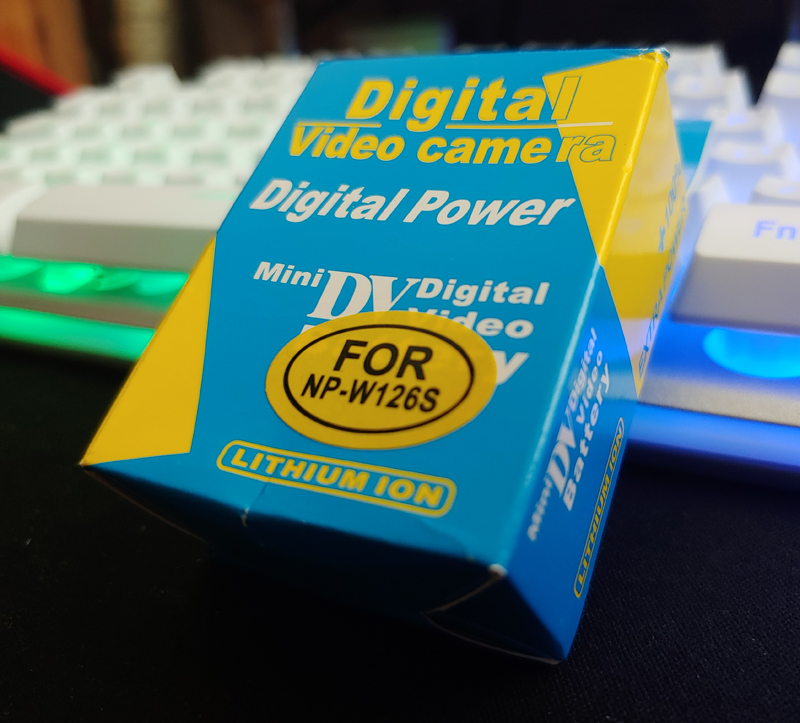 Digital
Video camera
Digital Power
Mini DV Digital
Video
FOR
NP-W126S
LITHIUM ION
Mini DV Digital
Video
Battery
LITHIUM ION
EXTRA
Fn